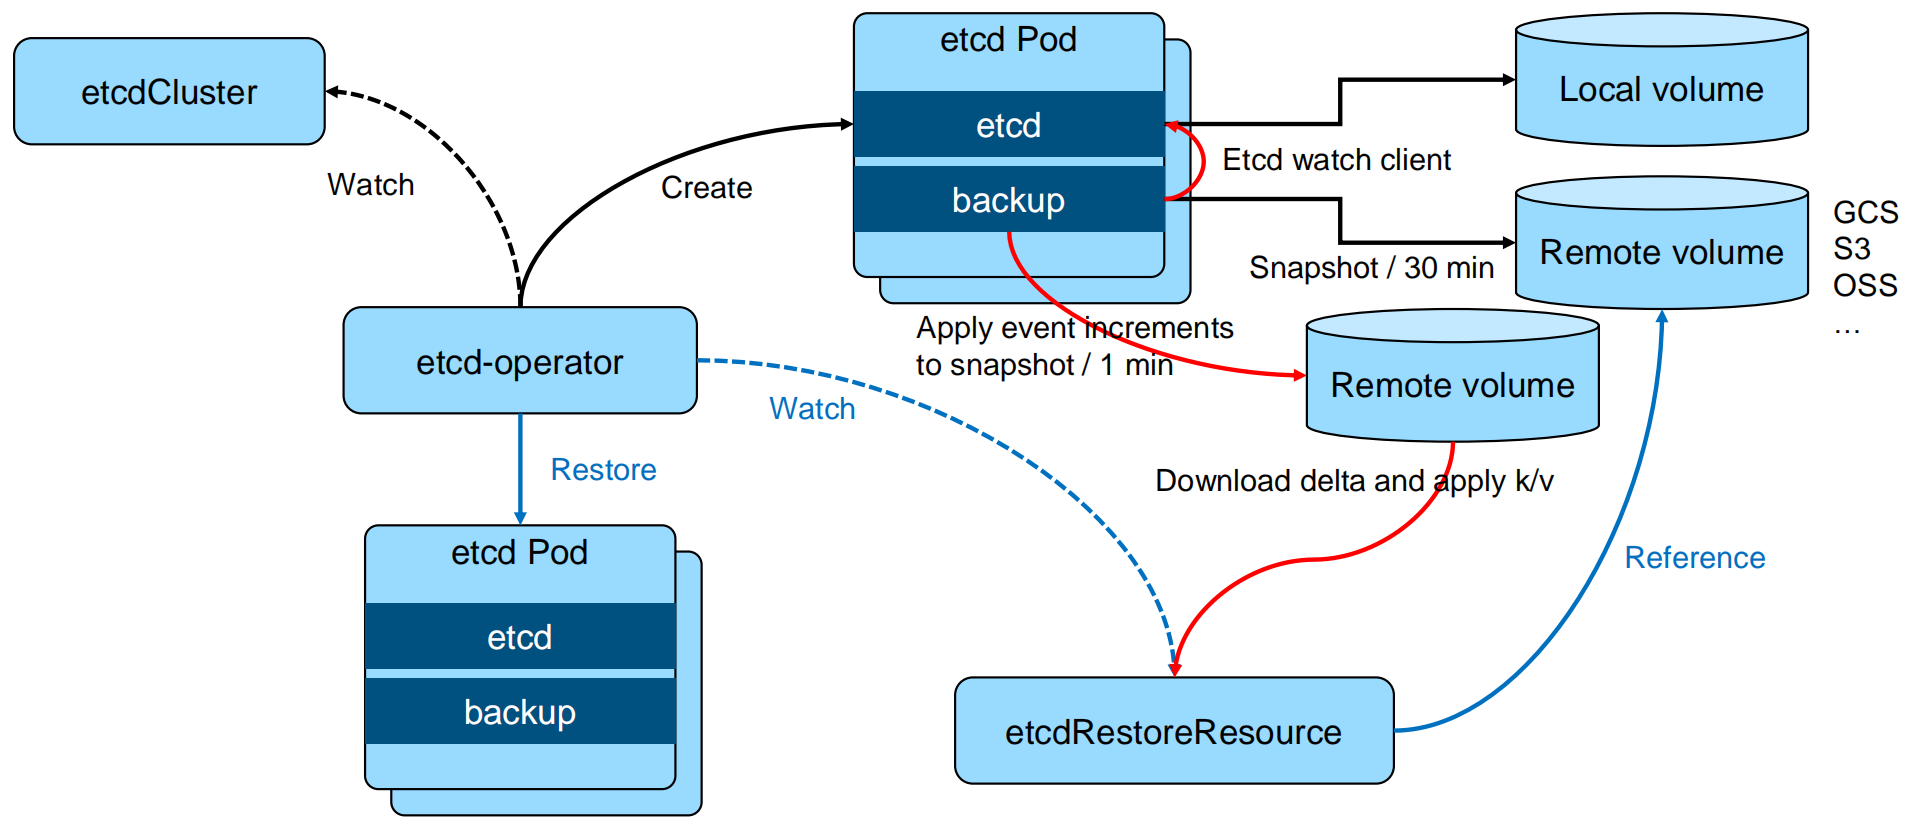 etcd Pod
etcdCluster
Local volume
etcd
Etcd watch client
Watch
Create
backup
GCS
S3
OSS
...
Remote volume
Snapshot / 30 min
Apply event increments
to snapshot / 1 min
etcd-operator
Remote volume
Watch
Restore
Download delta and apply k/v
etcd Pod
Reference
etcd
backup
etcdRestoreResource